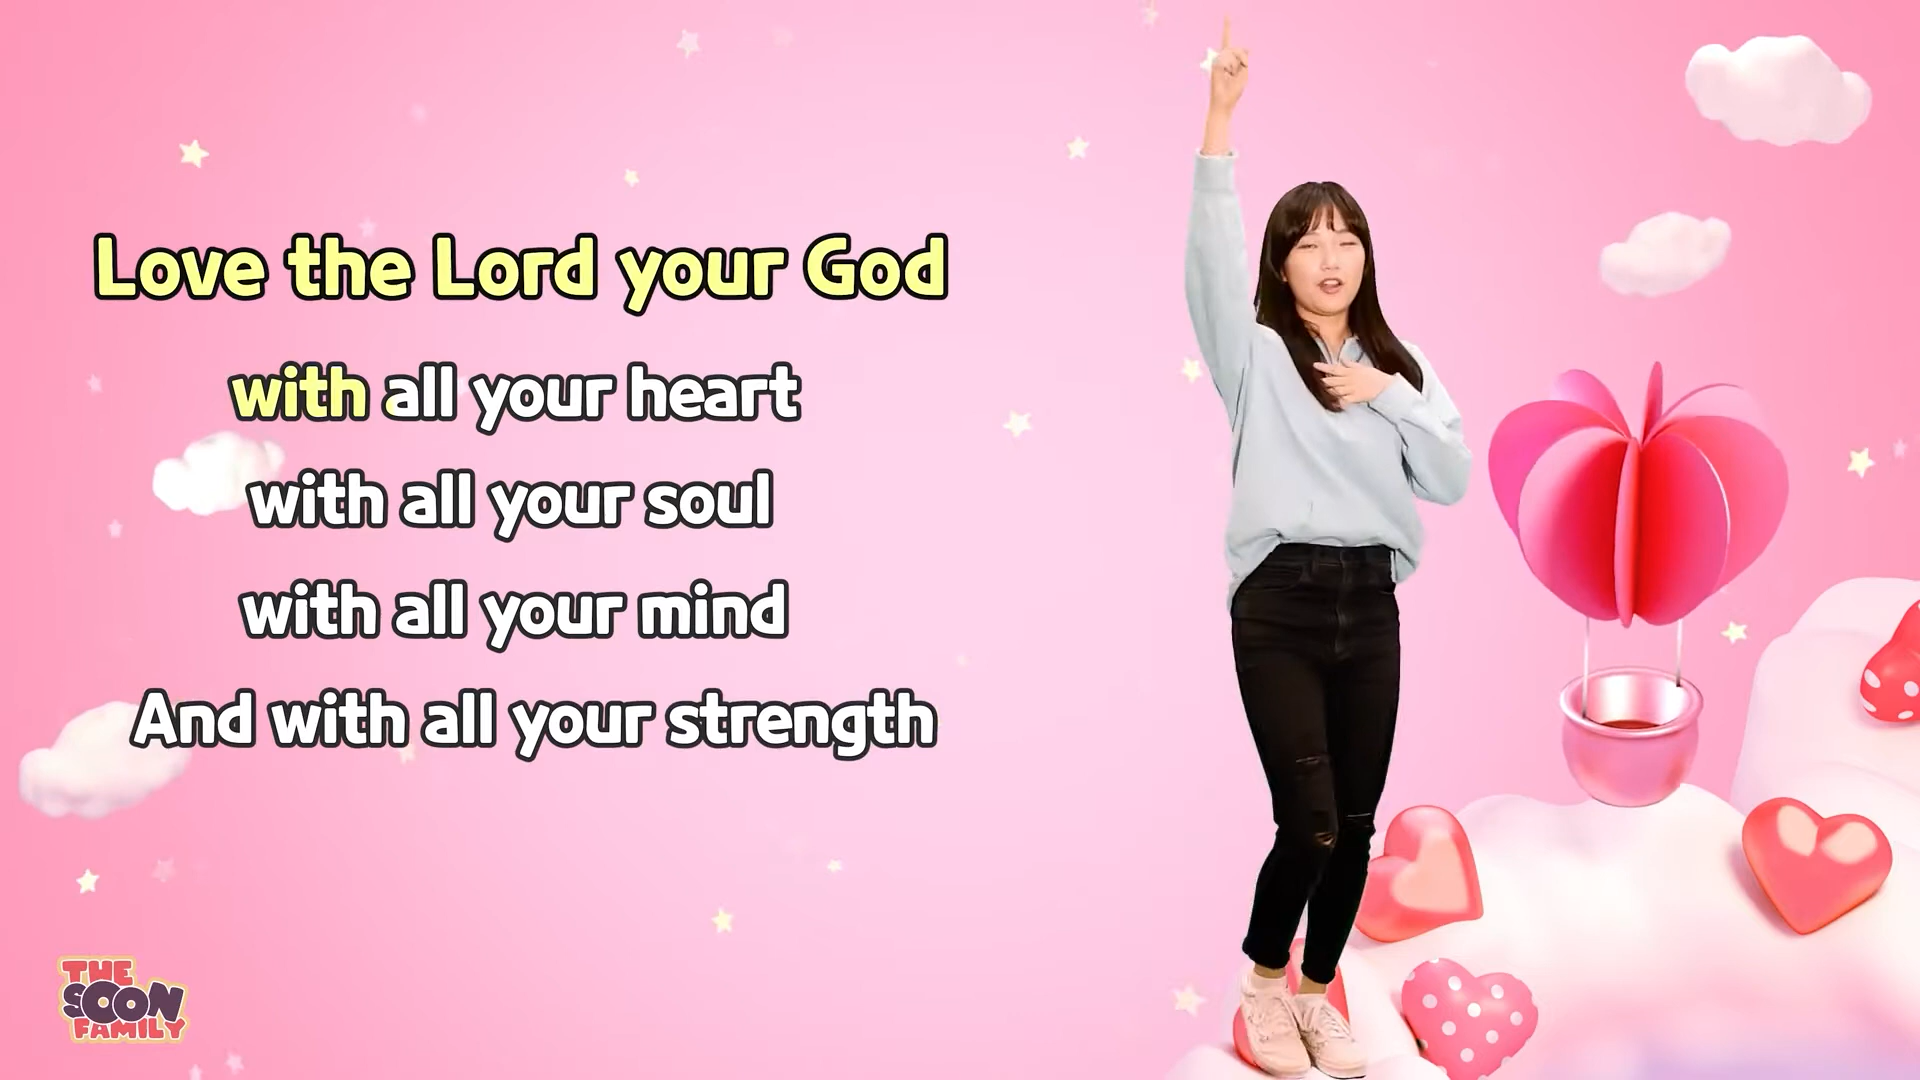 Love the Lord your God
with all your heart
with all your soul
with all your mind
And with all your strength
THE
SOON
FAMILY